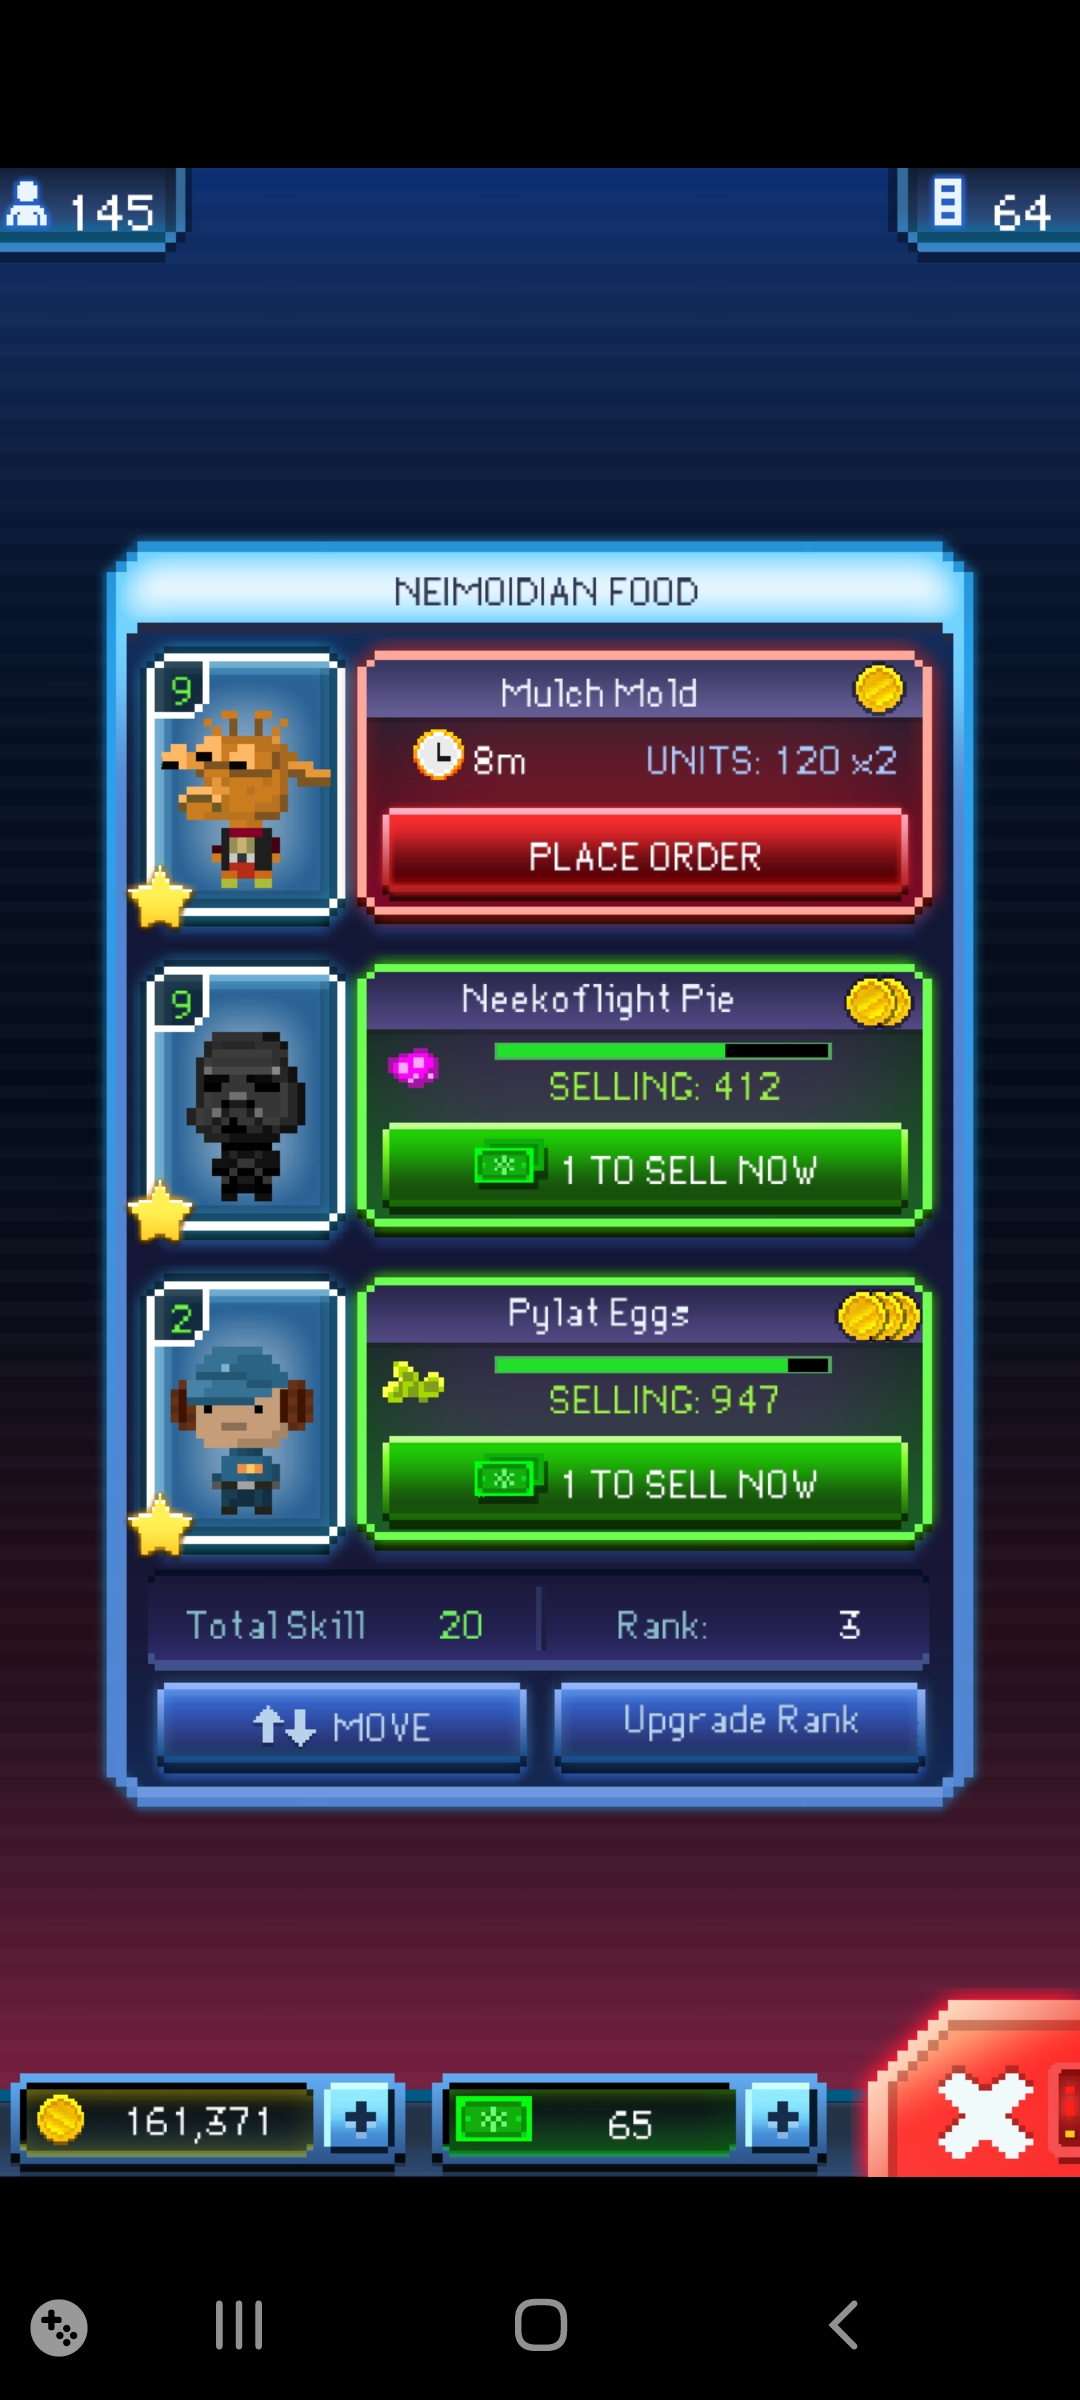 145
64
NEIMOIDIAN FOOD
9
Mulch Mold
8m UNITS: 120 x2
PLACE ORDER
9
Neekoflight Pie
SELLING: 412
1 TO SELL NOW
2
Pylat Eggs
SELLING: 947
1 TO SELL NOW
Total Skill 20 Rank: 3
MOVE Upgrade Rank
161,371 + 65 +